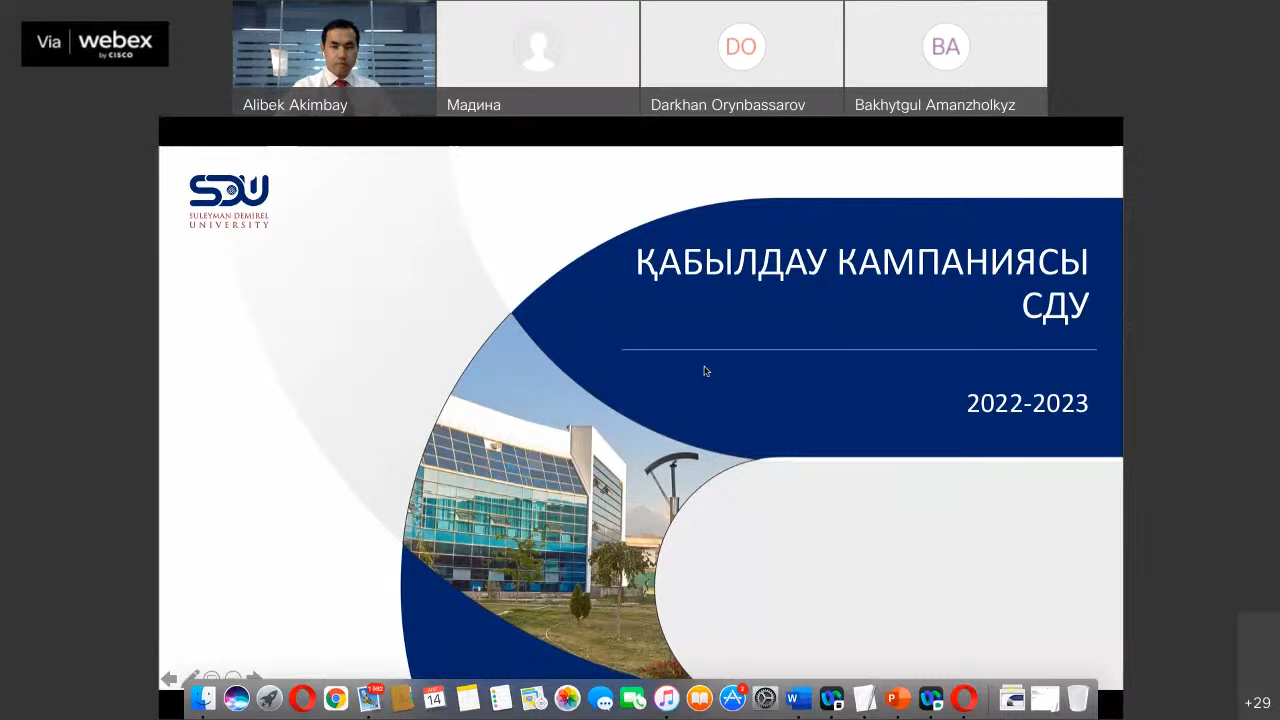 Via webex
by CISCO
Alibek Akimbay
Мадина
DO
Darkhan Orynbassarov
BA
Bakhytgul Amanzholkyz
SDU
SULEYMAN DEMIREL
UNIVERSITY
ҚАБЫЛДАУ КАМПАНИЯСЫ
СДУ
2022-2023
14
+29